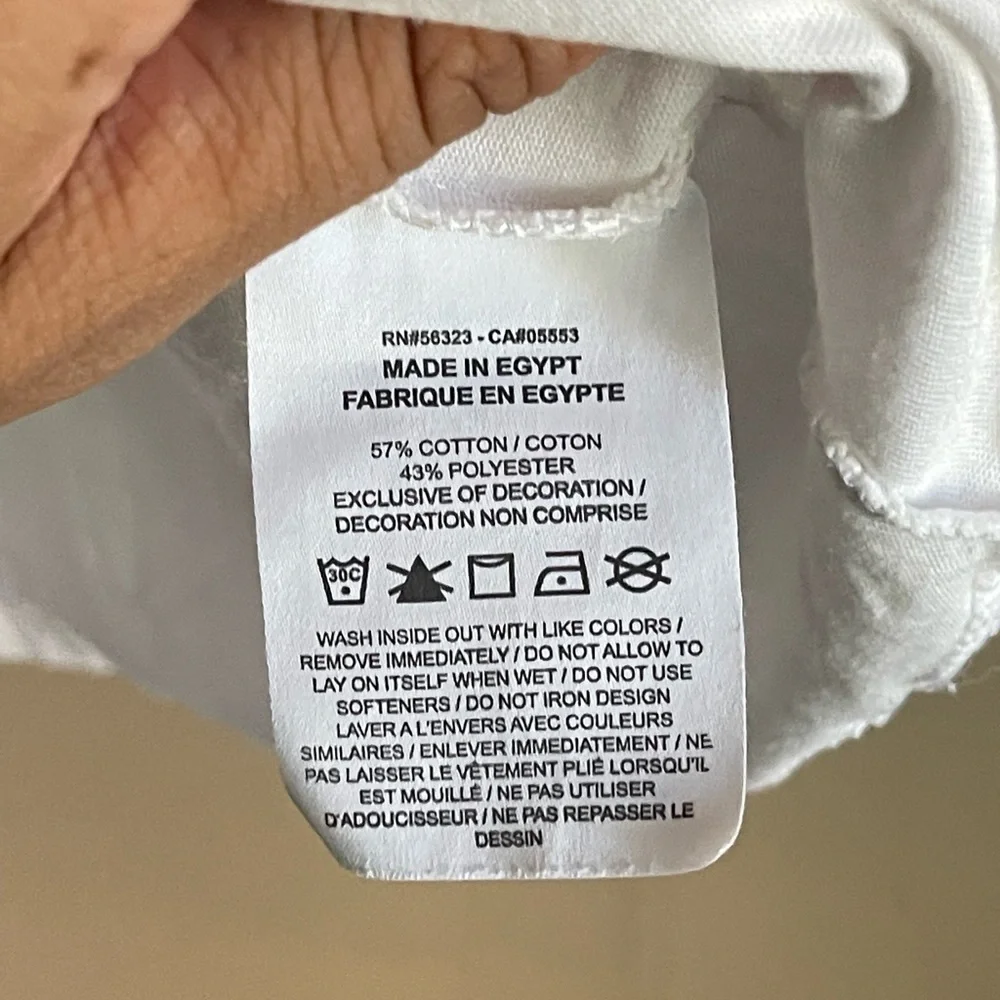 RN#56323 - CA#05553
MADE IN EGYPT
FABRIQUE EN EGYPTE
57% COTTON / COTON
43% POLYESTER
EXCLUSIVE OF DECORATION /
DECORATION NON COMPRISE
30C
WASH INSIDE OUT WITH LIKE COLORS /
REMOVE IMMEDIATELY / DO NOT ALLOW TO
LAY ON ITSELF WHEN WET / DO NOT USE
SOFTENERS / DO NOT IRON DESIGN
LAVER A L'ENVERS AVEC COULEURS
SIMILAIRES / ENLEVER IMMEDIATEMENT / NE
PAS LAISSER LE VÊTEMENT PLIÉ LORSQU'IL
EST MOUILLÉ / NE PAS UTILISER
D'ADOUCISSEUR / NE PAS REPASSER LE
DESSIN